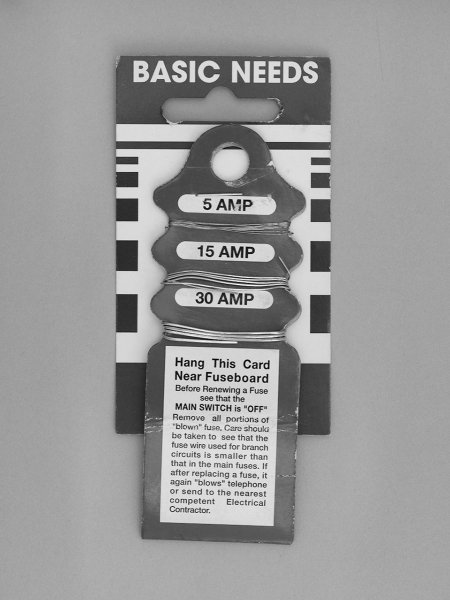 BASIC NEEDS
5 AMP
15 AMP
30 AMP
Hang This Card
Near Fuseboard
Before Renewing a Fuse
see that the
MAIN SWITCH is "OFF"
Remove all portions of
"blown" fuse, Care should
be taken to see that the
fuse wire used for branch
circuits is smaller than
that in the main fuses. If
after replacing a fuse, it
again "blows" telephone
or send to the nearest
competent Electrical
Contractor.